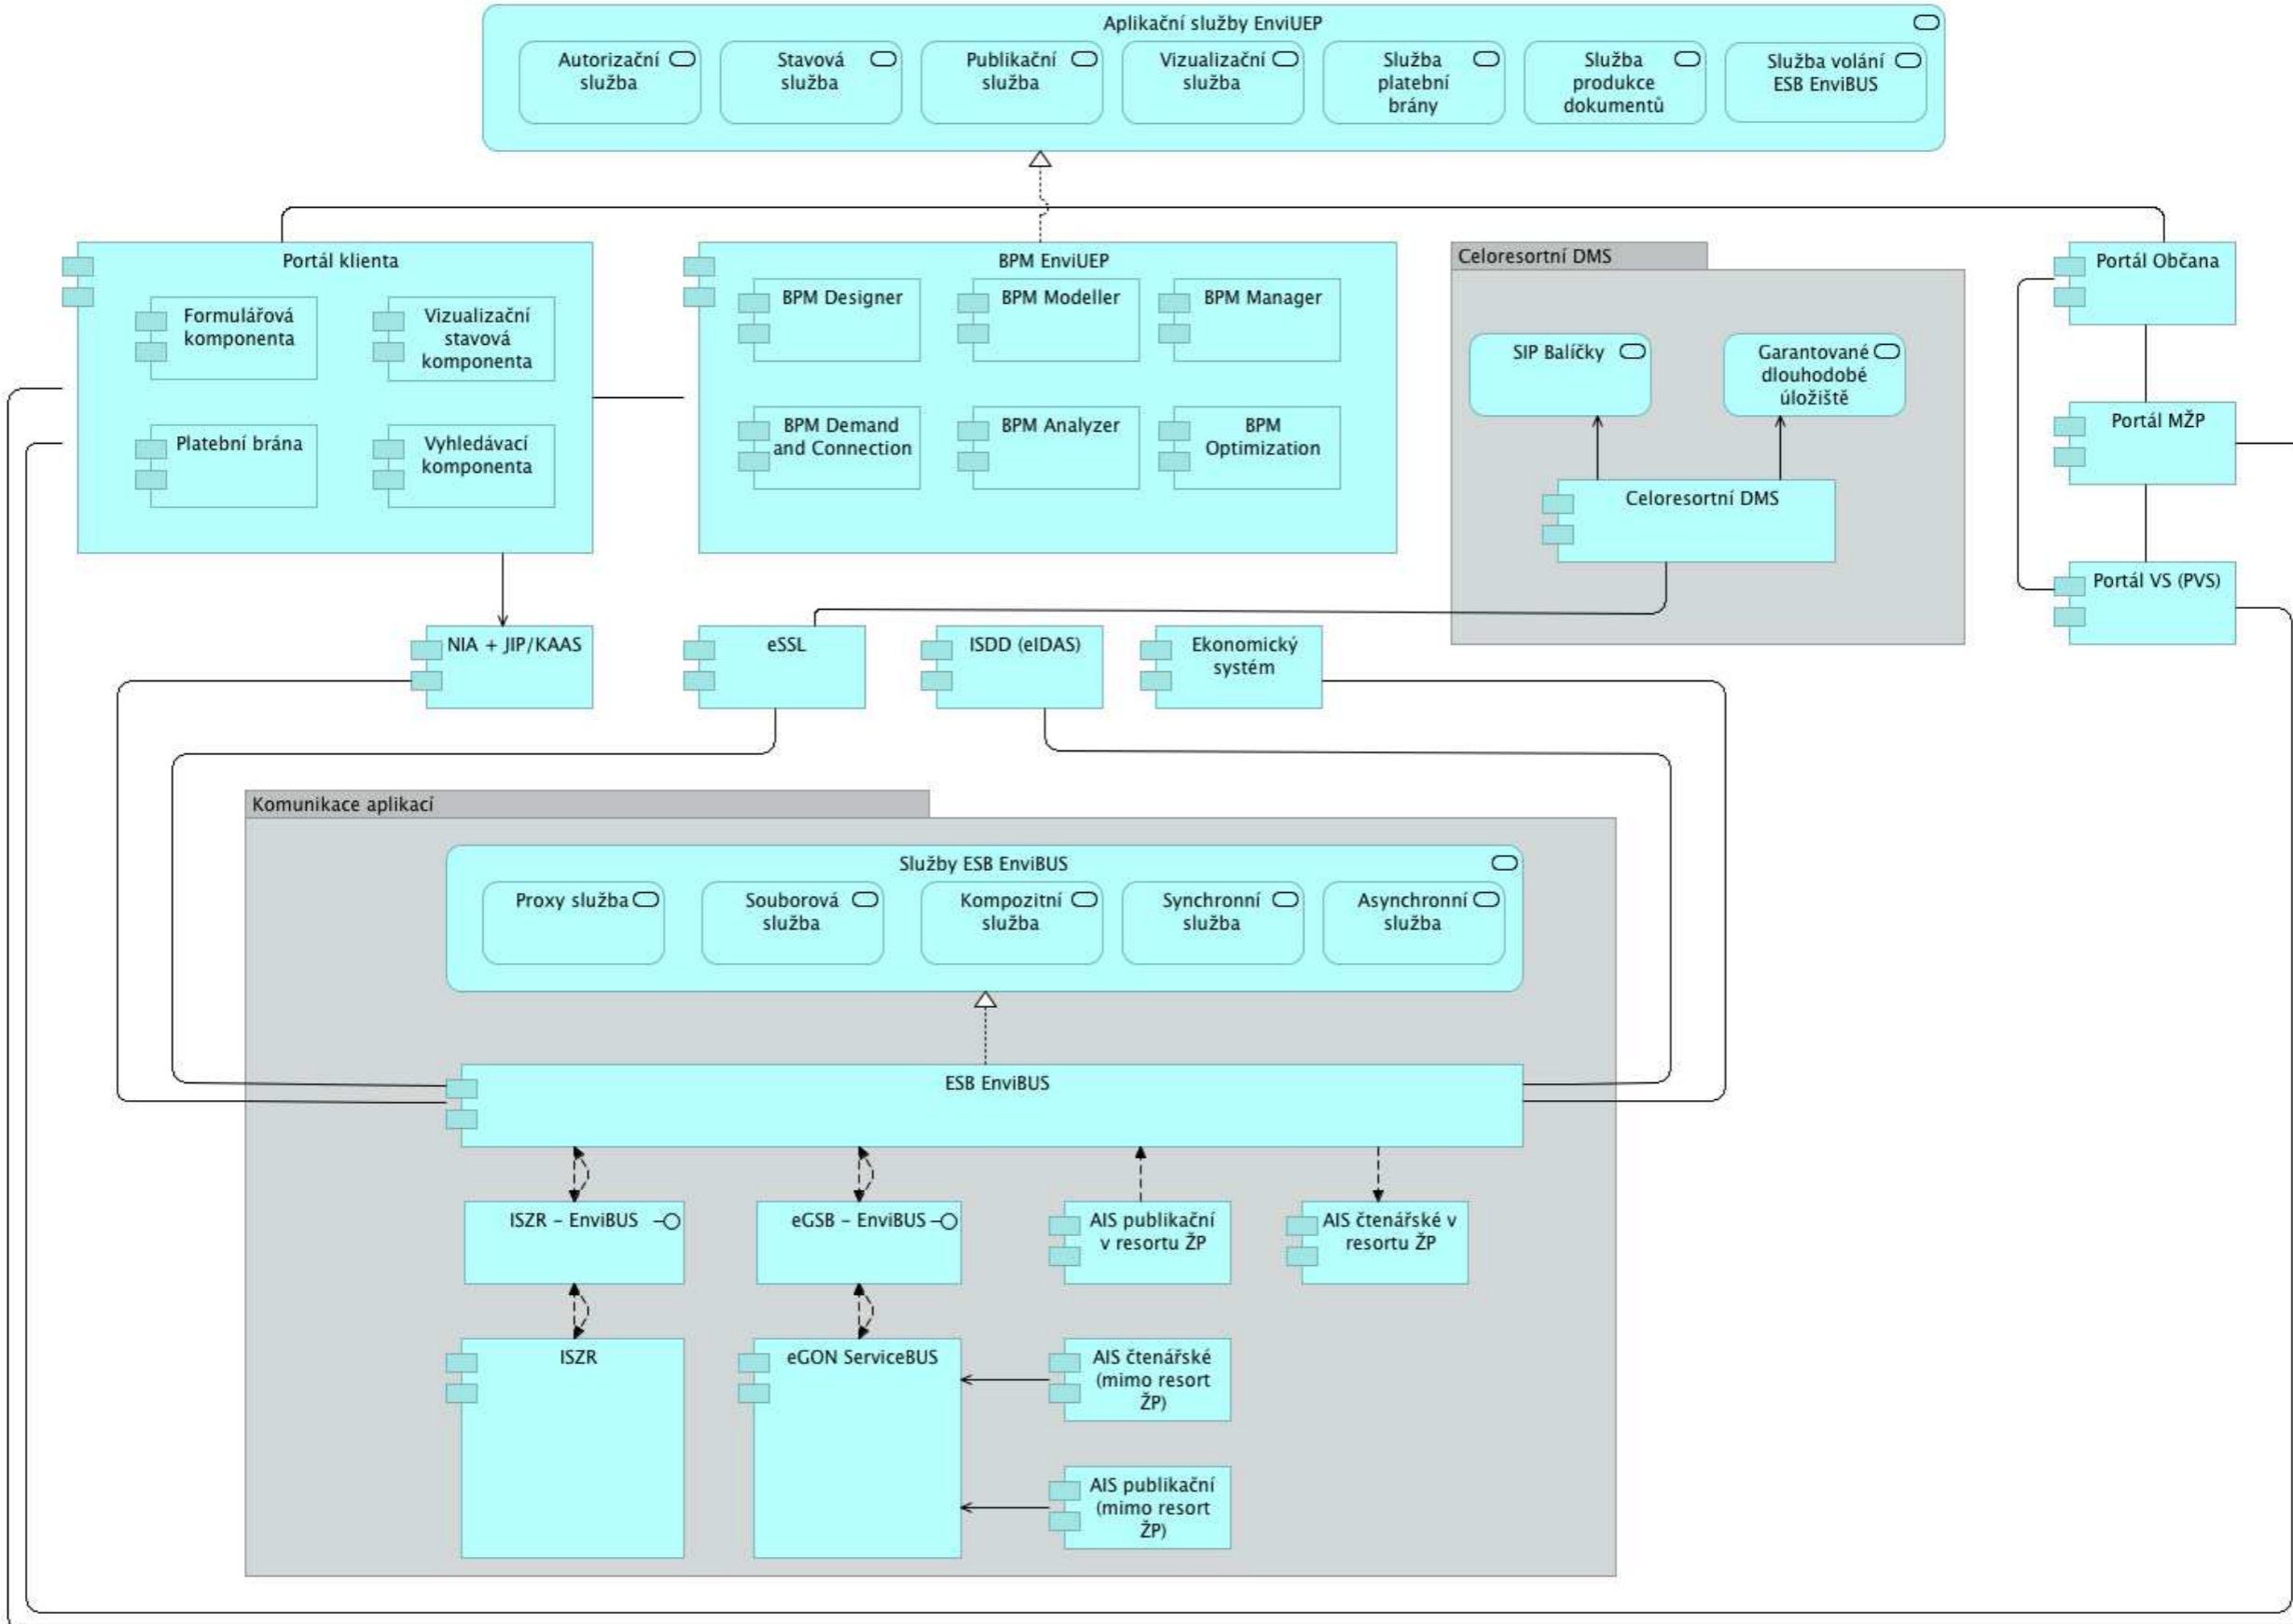 Aplikační služby EnviUEP
Autorizační
služba
Stavová
služba
Publikační
služba
Vizualizační
služba
Služba
platební
brány
Služba
produkce
dokumentů
Služba volání
ESB EnviBUS
Portál klienta
Formulářová
komponenta
Vizualizační
stavová
komponenta
Platební brána
Vyhledávací
komponenta
BPM EnviUEP
BPM Designer
BPM Modeller
BPM Manager
BPM Demand
and Connection
BPM Analyzer
BPM
Optimization
Celoresortní DMS
SIP Balíčky
Garantované
dlouhodobé
úložiště
Celoresortní DMS
Portál Občana
Portál MŽP
Portál VS (PVS)
NIA + JIP/KAAS
eSSL
ISDD (eIDAS)
Ekonomický
systém
Komunikace aplikací
Služby ESB EnviBUS
Proxy služba
Souborová
služba
Kompozitní
služba
Synchronní
služba
Asynchronní
služba
ESB EnviBUS
ISZR – EnviBUS
eGSB – EnviBUS
AIS publikační
v resortu ŽP
AIS čtenářské v
resortu ŽP
ISZR
eGON ServiceBUS
AIS čtenářské
(mimo resort
ŽP)
AIS publikační
(mimo resort
ŽP)